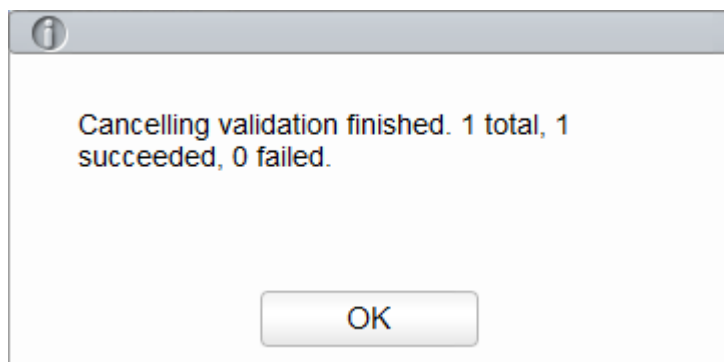 Cancelling validation finished. 1 total, 1
succeeded, 0 failed.
OK